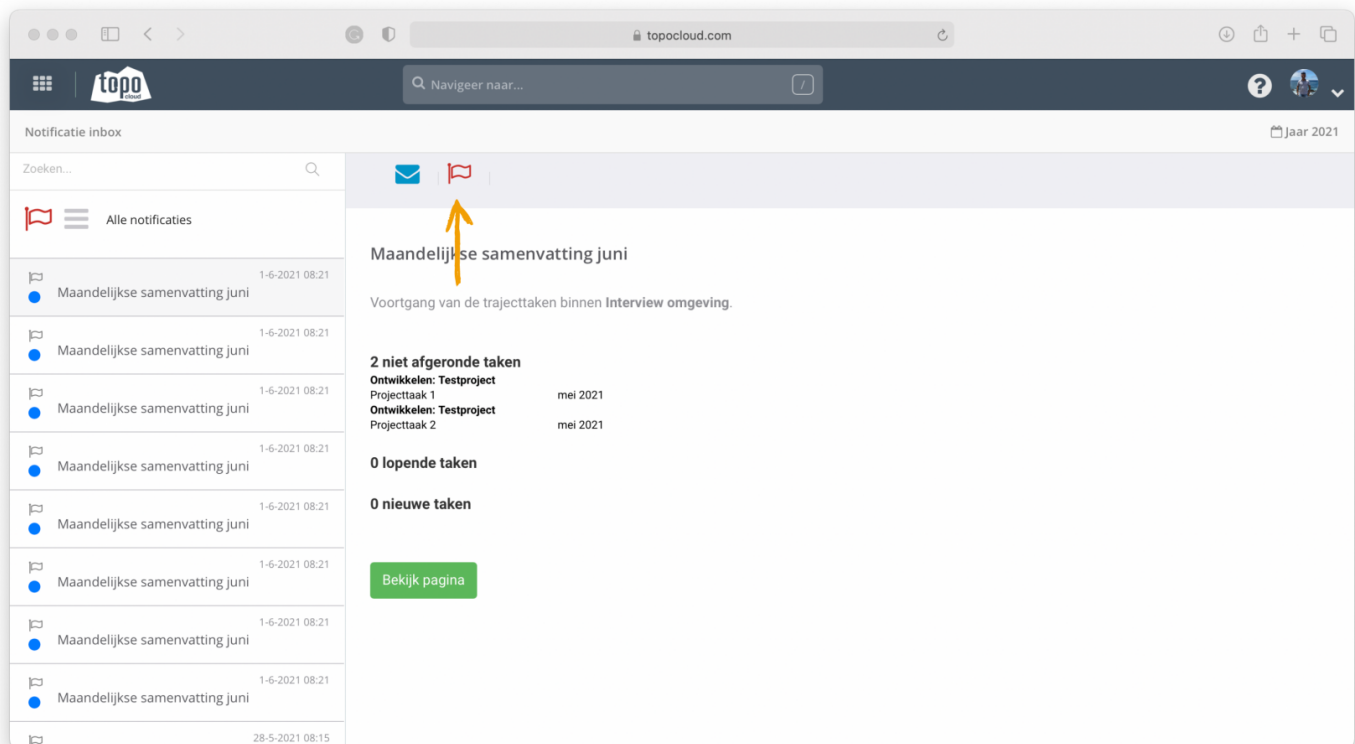 topocloud.com
topo
cloud
Navigeer naar...
/
?
Notificatie inbox
Jaar 2021
Zoeken...
Alle notificaties
1-6-2021 08:21
Maandelijkse samenvatting juni
1-6-2021 08:21
Maandelijkse samenvatting juni
1-6-2021 08:21
Maandelijkse samenvatting juni
1-6-2021 08:21
Maandelijkse samenvatting juni
1-6-2021 08:21
Maandelijkse samenvatting juni
1-6-2021 08:21
Maandelijkse samenvatting juni
1-6-2021 08:21
Maandelijkse samenvatting juni
1-6-2021 08:21
Maandelijkse samenvatting juni
28-5-2021 08:15
Maandelijkse samenvatting juni
Voortgang van de trajecttaken binnen Interview omgeving.
2 niet afgeronde taken
Ontwikkelen: Testproject
Projecttaak 1 mei 2021
Ontwikkelen: Testproject
Projecttaak 2 mei 2021
0 lopende taken
0 nieuwe taken
Bekijk pagina